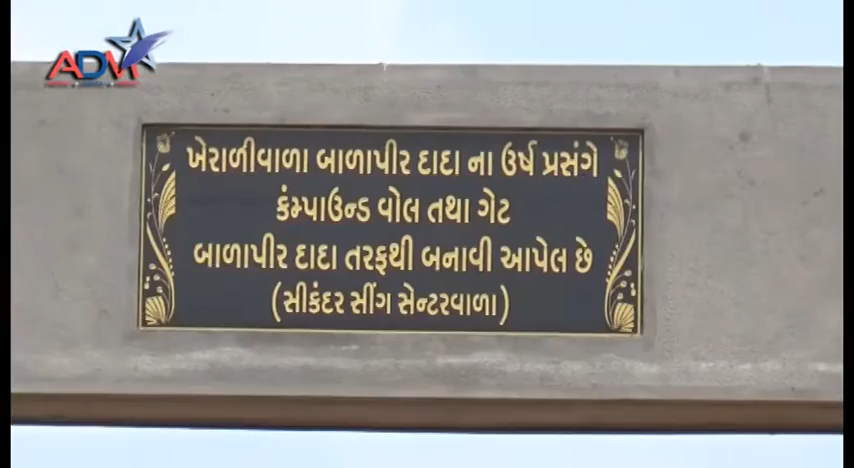 ADM
ખેરાળીવાળા બાળાપીર દાદા ના ઉર્ષ પ્રસંગે
કંમ્પાઉન્ડ વોલ તથા ગેટ
બાળાપીર દાદા તરફથી બનાવી આપેલ છે
(સીકંદર સીંગ સેન્ટરવાળા)